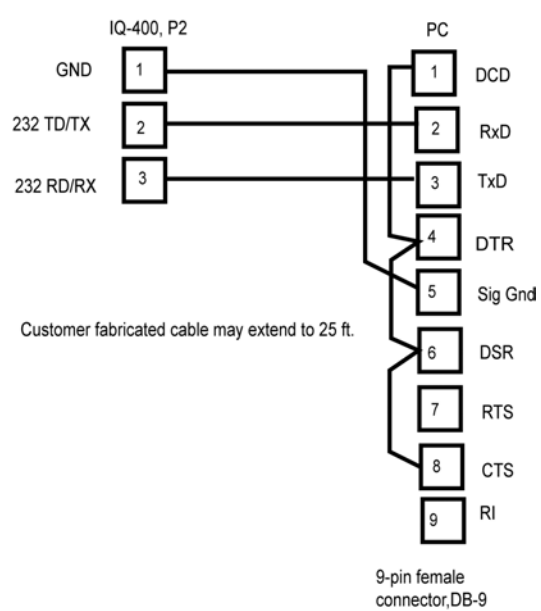 IQ-400, P2
PC
GND
1
1
DCD
232 TD/TX
2
2
RxD
232 RD/RX
3
3
TxD
4
DTR
5
Sig Gnd
Customer fabricated cable may extend to 25 ft.
6
DSR
7
RTS
8
CTS
9
RI
9-pin female
connector,DB-9